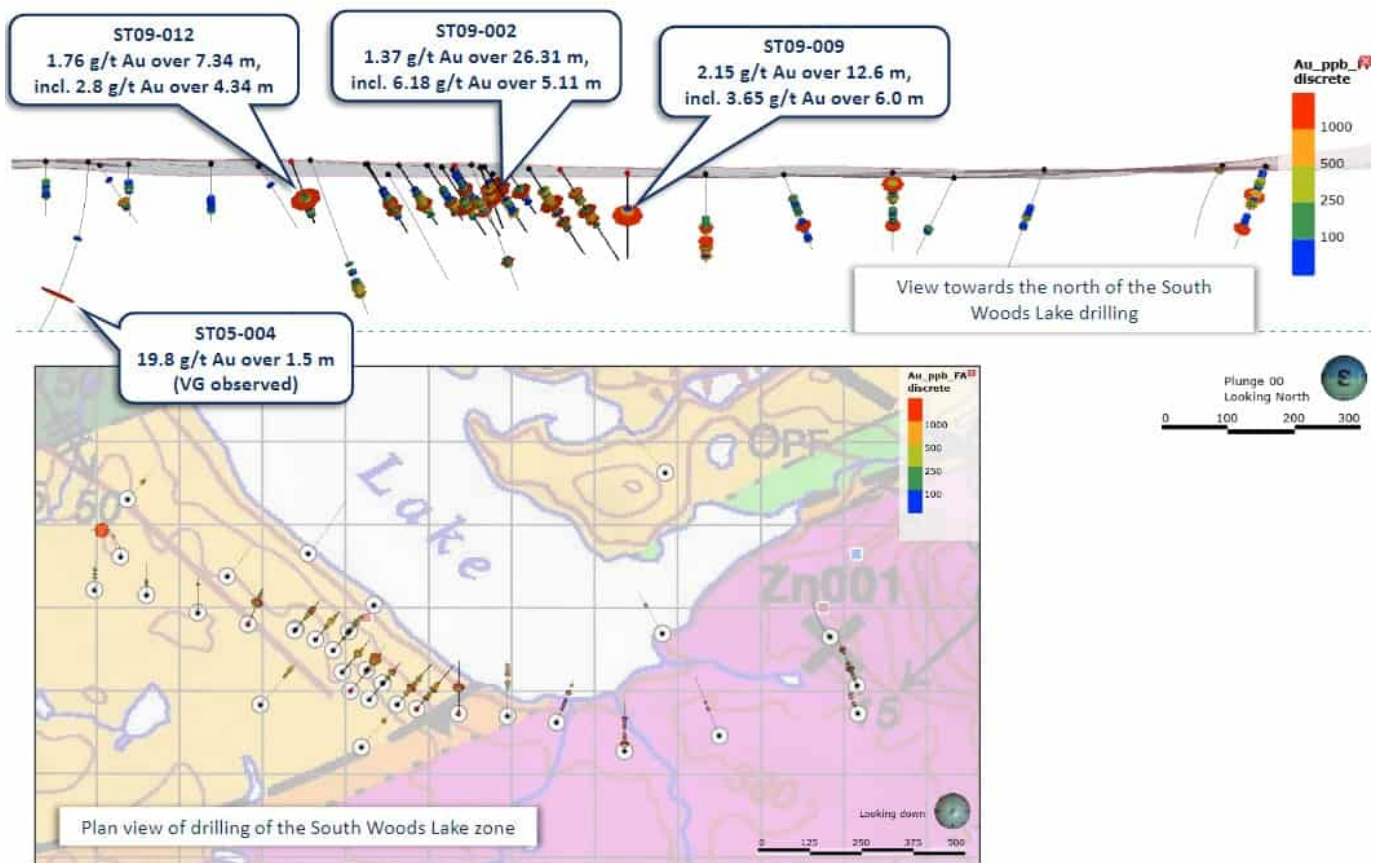 ST09-012
1.76 g/t Au over 7.34 m,
incl. 2.8 g/t Au over 4.34 m
ST09-002
1.37 g/t Au over 26.31 m,
incl. 6.18 g/t Au over 5.11 m
ST09-009
2.15 g/t Au over 12.6 m,
incl. 3.65 g/t Au over 6.0 m
discrete
1000
500
250
100
View towards the north of the South
Woods Lake drilling
ST05-004
19.8 g/t Au over 1.5 m
(VG observed)
Plunge 00
Looking North
S
0 100 200 300
Au_ppb_FA
discrete
1000
500
250
100
50
50
Lake
OPF
Zn001
5
380
Plan view of drilling of the South Woods Lake zone
Looking down
0 125 250 375 500